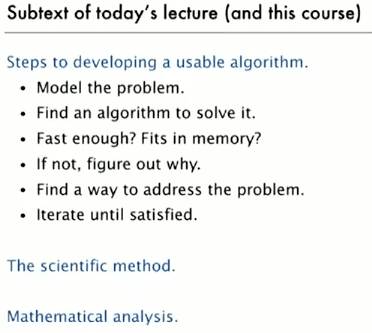 Subtext of today's lecture (and this course)
Steps to developing a usable algorithm.
• Model the problem.
• Find an algorithm to solve it.
• Fast enough? Fits in memory?
• If not, figure out why.
• Find a way to address the problem.
• Iterate until satisfied.
The scientific method.
Mathematical analysis.